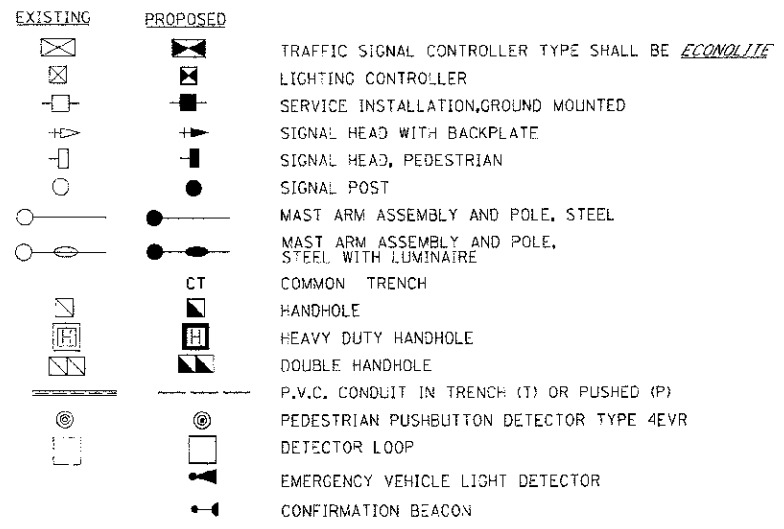 EXISTING PROPOSED
TRAFFIC SIGNAL CONTROLLER TYPE SHALL BE ECONOLITE
LIGHTING CONTROLLER
SERVICE INSTALLATION,GROUND MOUNTED
SIGNAL HEAD WITH BACKPLATE
SIGNAL HEAD, PEDESTRIAN
SIGNAL POST
MAST ARM ASSEMBLY AND POLE, STEEL
MAST ARM ASSEMBLY AND POLE,
STEEL WITH LUMINAIRE
CT COMMON TRENCH
HANDHOLE
H H HEAVY DUTY HANDHOLE
DOUBLE HANDHOLE
P.V.C. CONDUIT IN TRENCH (T) OR PUSHED (P)
PEDESTRIAN PUSHBUTTON DETECTOR TYPE 4EVR
DETECTOR LOOP
EMERGENCY VEHICLE LIGHT DETECTOR
CONFIRMATION BEACON